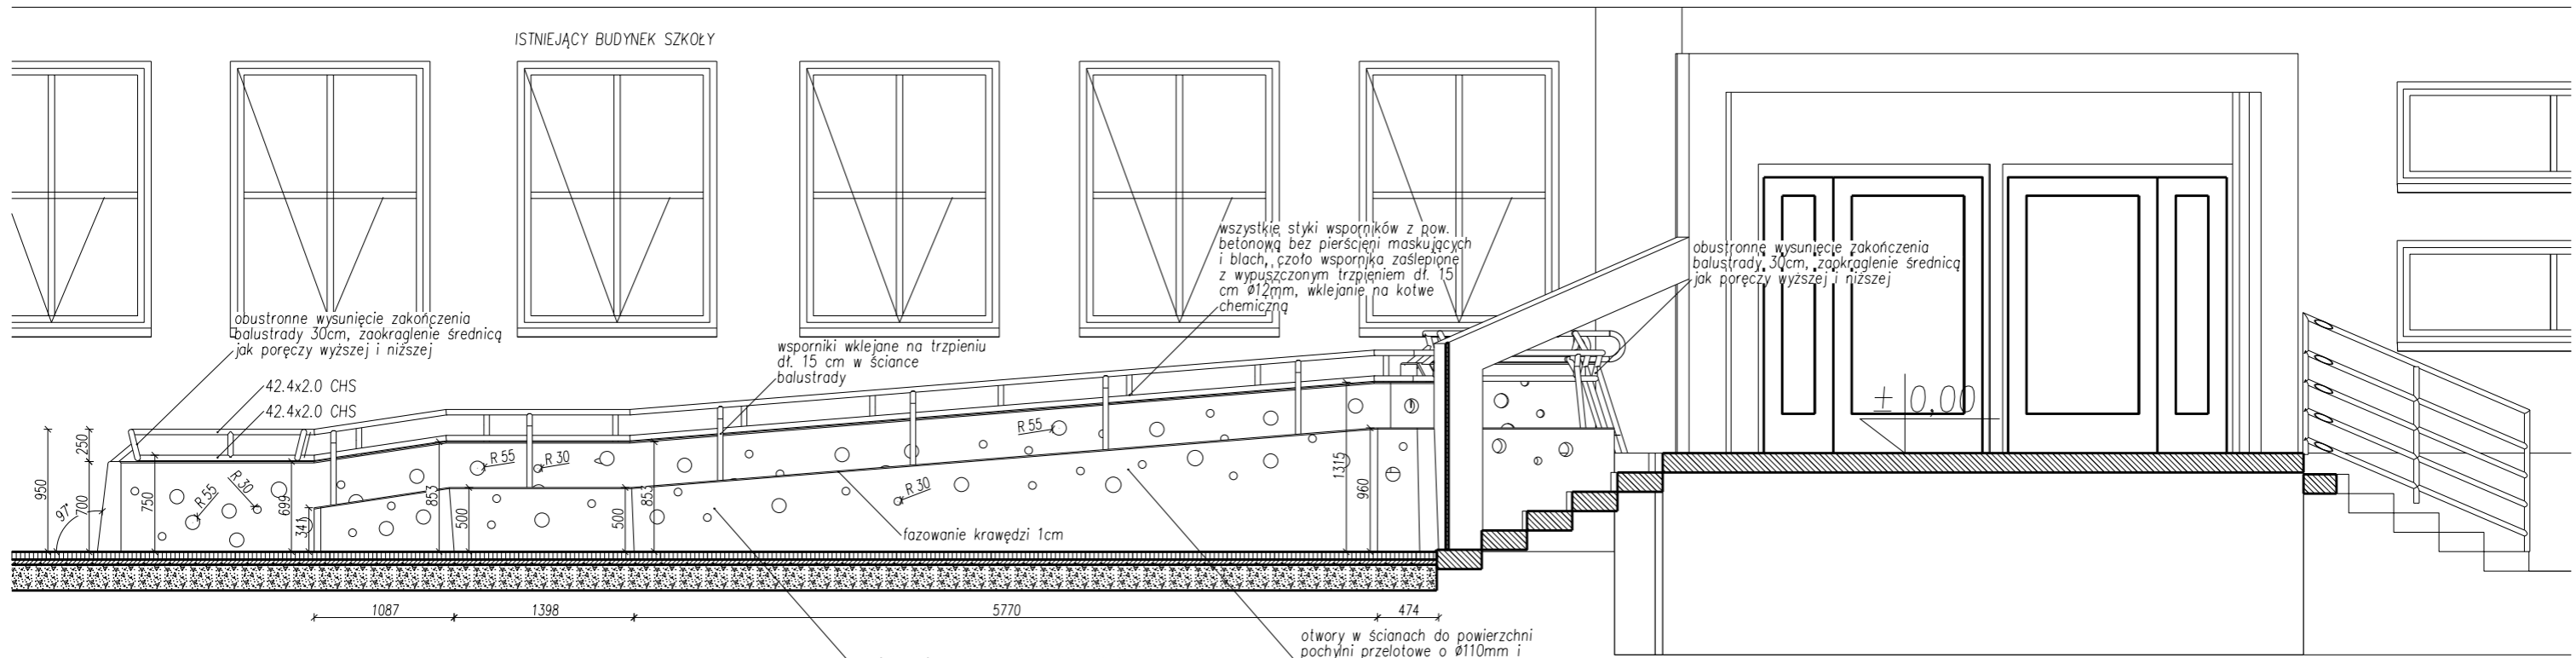 ISTNIEJĄCY BUDYNEK SZKOŁY
wszystkie styki wsporników z pow.
betonową bez pierścieni maskujących
i blach, czoło wspornika zaślepione
z wypuszczonym trzpieniem dł. 15
cm ø12mm, wklejanie na kotwe
chemiczną
obustronne wysunięcie zakończenia
balustrady 30cm, zaokrąglenie średnicą
jak poręczy wyższej i niższej
obustronne wysunięcie zakończenia
balustrady 30cm, zaokrąglenie średnicą
jak poręczy wyższej i niższej
wsporniki wklejane na trzpieniu
dł. 15 cm w ściance
balustrady
42.4x2.0 CHS
42.4x2.0 CHS
± 0,00
950
250
700
97°
750
R 55
R 30
699
341
853
500
R 55
R 30
500
853
R 55
R 30
1315
960
fazowanie krawędzi 1cm
1087
1398
5770
474
otwory w ścianach do powierzchni
pochylni przelotowe o ø110mm i